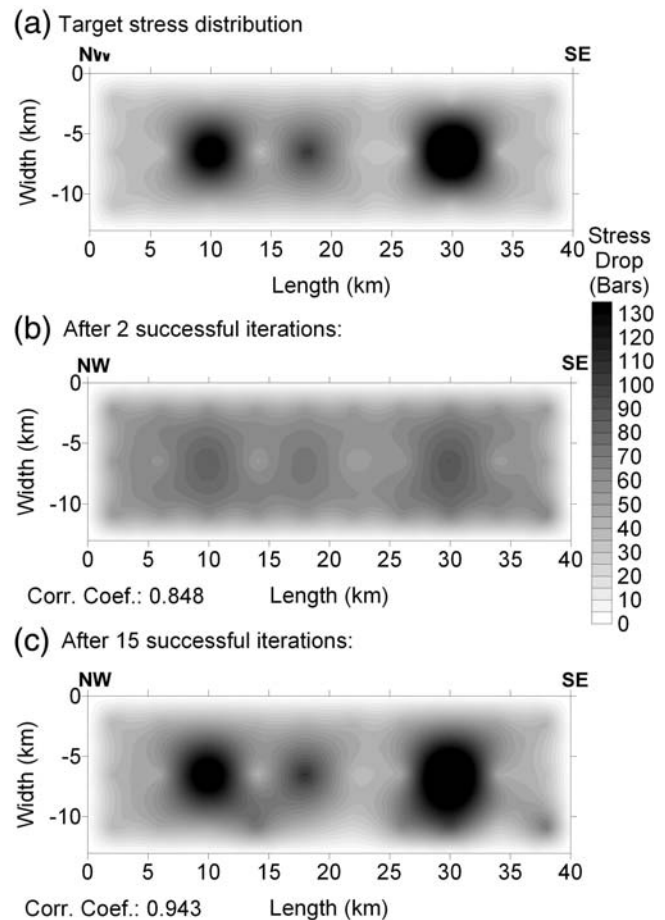 (a) Target stress distribution
NW SE
0
-5
-10
Width (km)
0 5 10 15 20 25 30 35 40
Length (km)
Stress
Drop
(Bars)
130
120
110
100
90
80
70
60
50
40
30
20
10
0
(b) After 2 successful iterations:
NW SE
0
-5
-10
Width (km)
0 5 10 15 20 25 30 35 40
Corr. Coef.: 0.848 Length (km)
(c) After 15 successful iterations:
NW SE
0
-5
-10
Width (km)
0 5 10 15 20 25 30 35 40
Corr. Coef.: 0.943 Length (km)